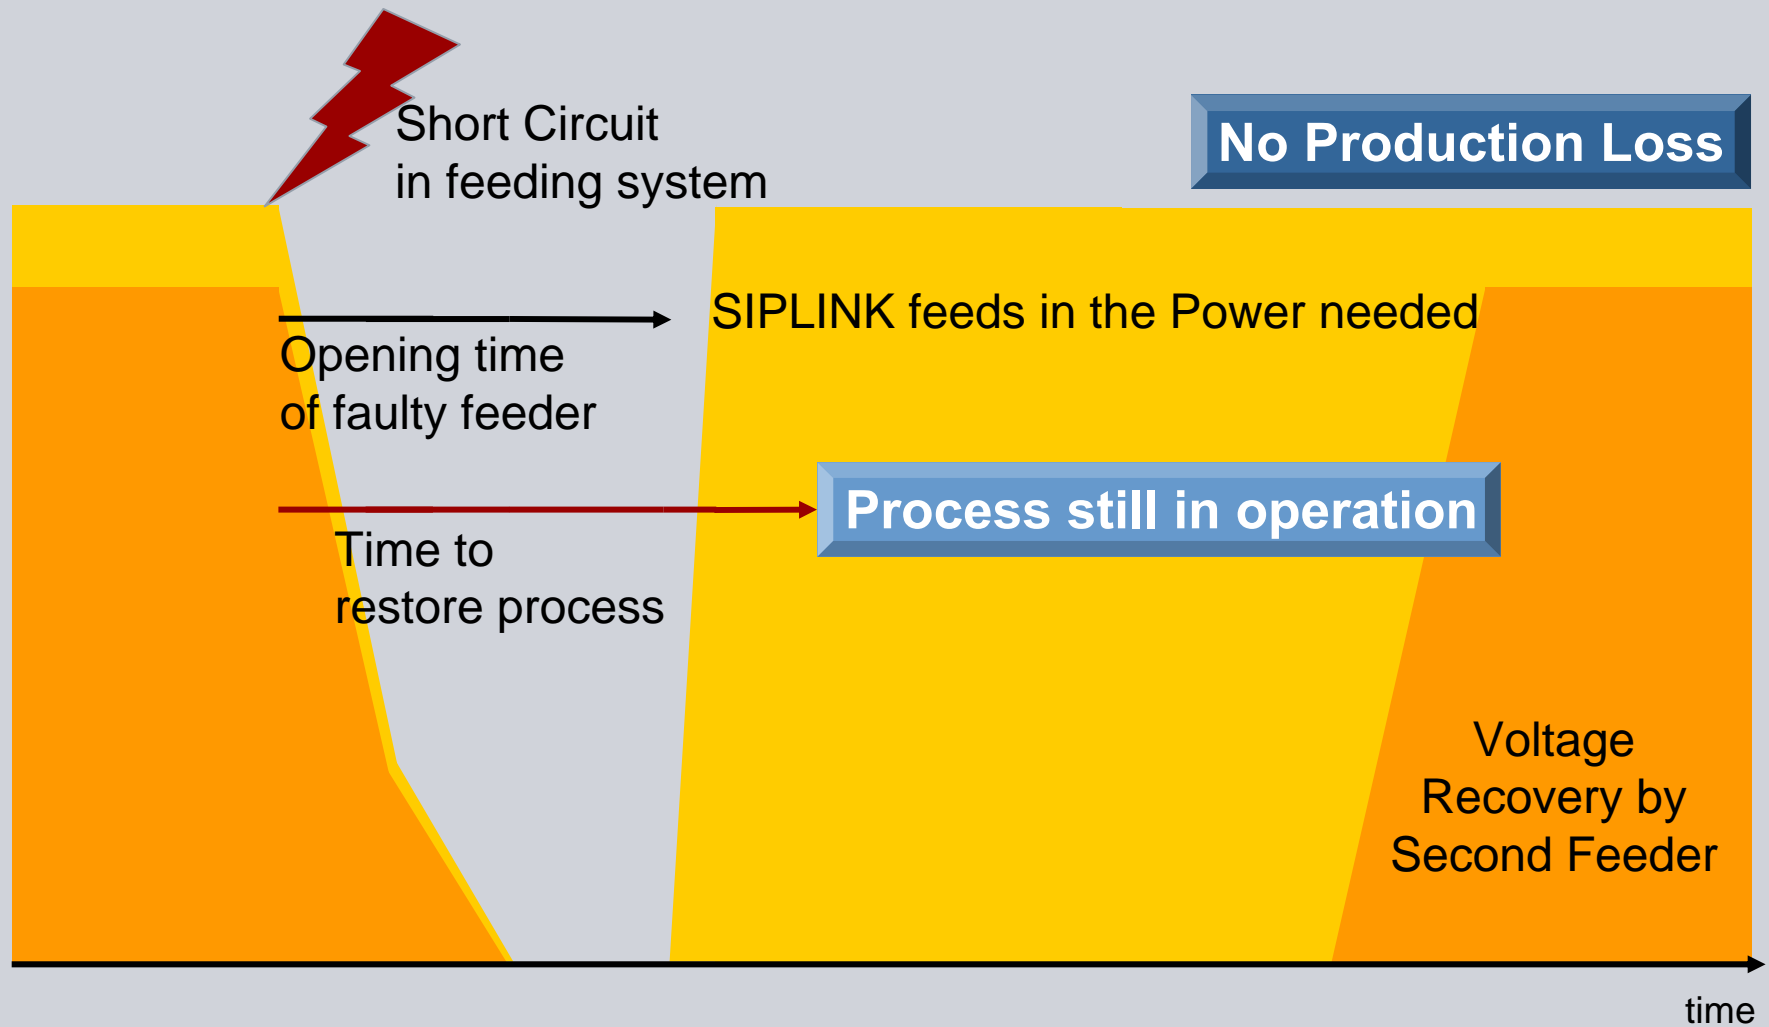 Short Circuit
in feeding system
No Production Loss
SIPLINK feeds in the Power needed
Opening time
of faulty feeder
Process still in operation
Time to
restore process
Voltage
Recovery by
Second Feeder
time